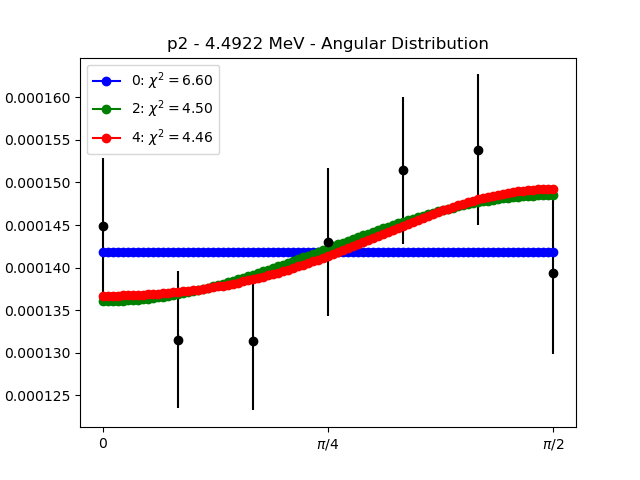 p2 - 4.4922 MeV - Angular Distribution
0: χ² = 6.60
2: χ² = 4.50
4: χ² = 4.46
0.000160
0.000155
0.000150
0.000145
0.000140
0.000135
0.000130
0.000125
0 π/4 π/2